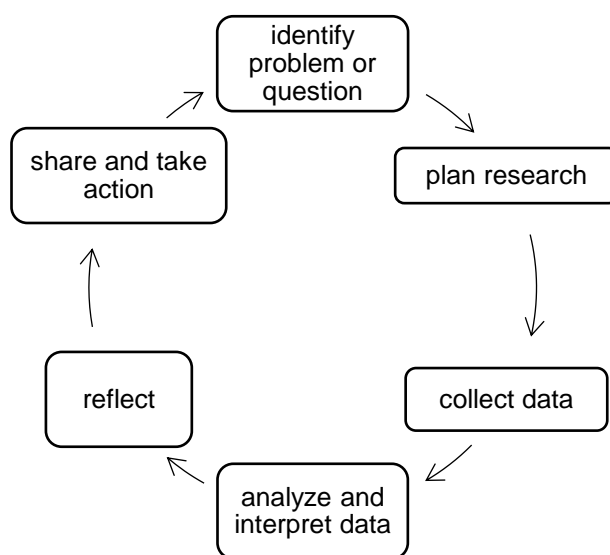 identify
problem or
question
plan research
collect data
analyze and
interpret data
reflect
share and take
action